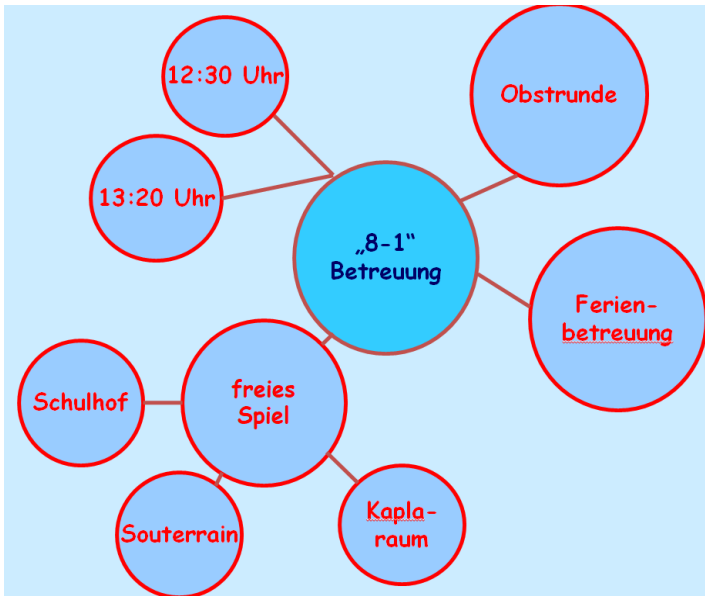 12:30 Uhr
Obstrunde
13:20 Uhr
„8-1“
Betreuung
Ferien-
betreuung
freies
Spiel
Schulhof
Souterrain
Kapla-
raum